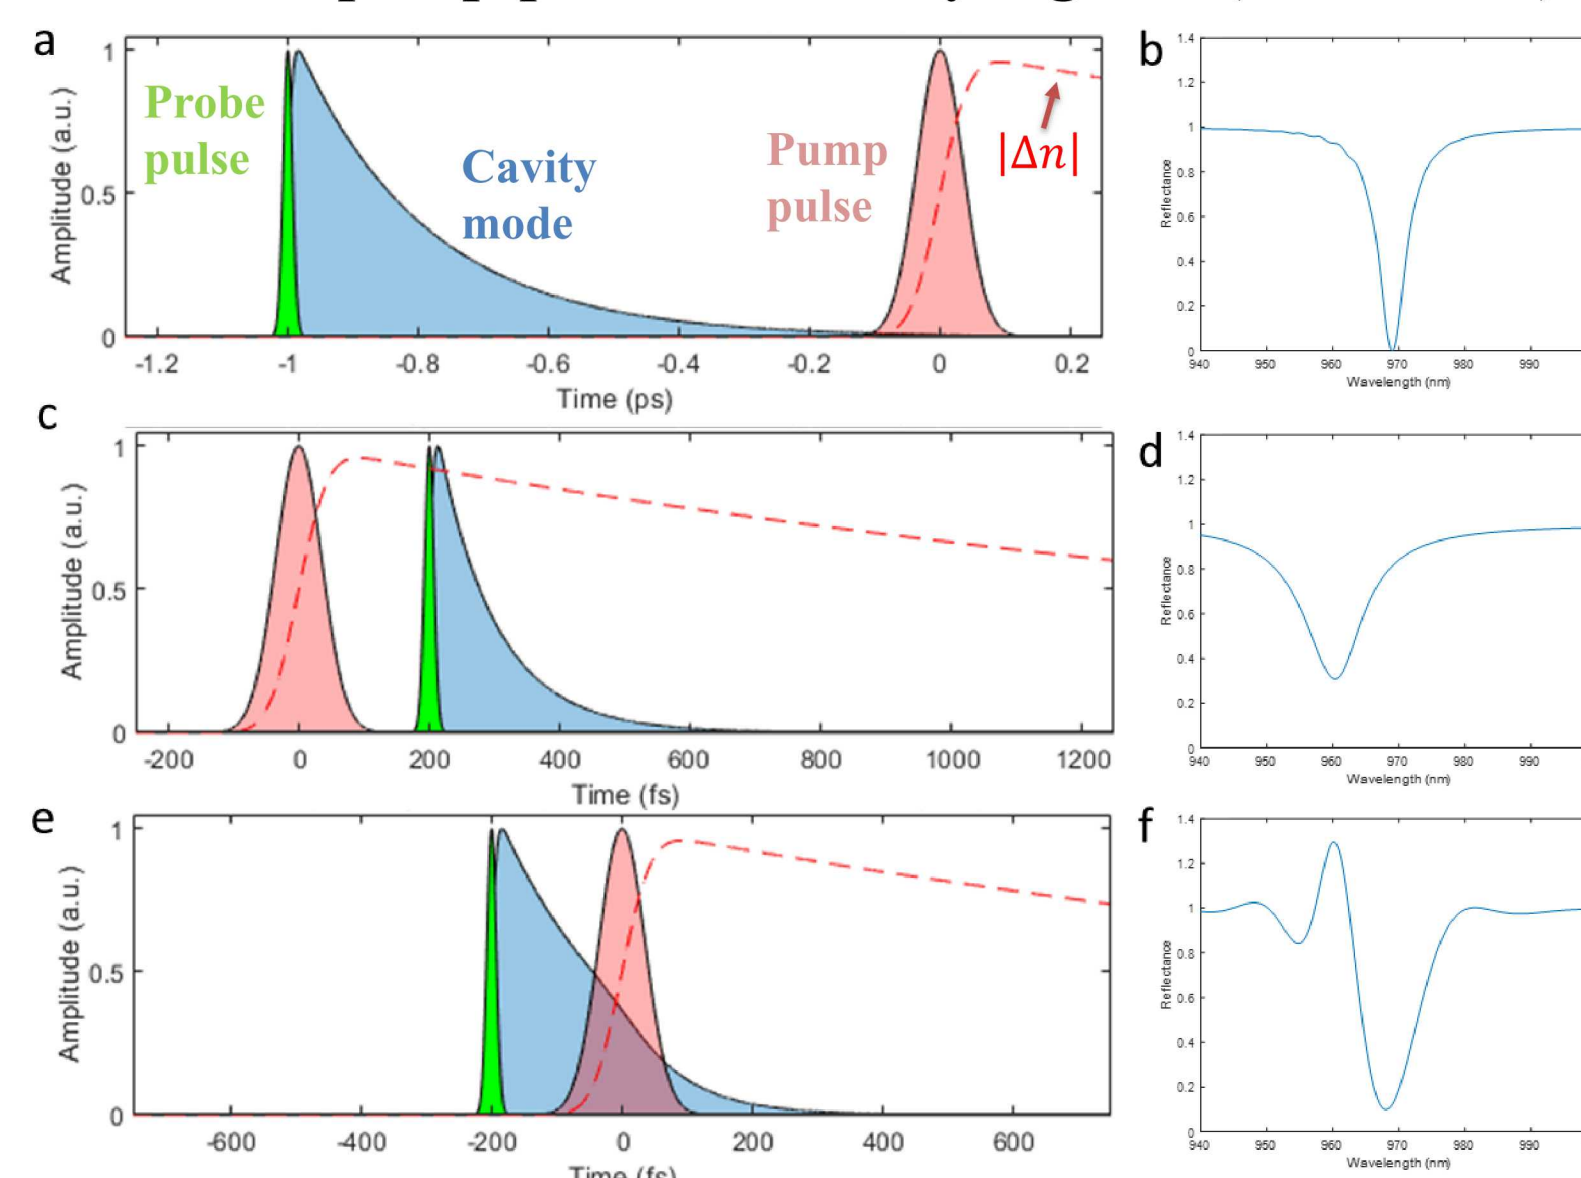 a
1
0.5
0
Amplitude (a.u.)
Probe
pulse
Cavity
mode
Pump
pulse
|Δn|
-1.2 -1 -0.8 -0.6 -0.4 -0.2 0 0.2
Time (ps)
b
1.4
1.2
1
0.8
0.6
0.4
0.2
0
Reflectance
940 950 960 970 980 990
Wavelength (nm)
c
1
0.5
0
Amplitude (a.u.)
-200 0 200 400 600 800 1000 1200
Time (fs)
d
1.4
1.2
1
0.8
0.6
0.4
0.2
0
Reflectance
940 950 960 970 980 990
Wavelength (nm)
e
1
0.5
0
Amplitude (a.u.)
-600 -400 -200 0 200 400 600
Time (fs)
f
1.4
1.2
1
0.8
0.6
0.4
0.2
0
Reflectance
940 950 960 970 980 990
Wavelength (nm)